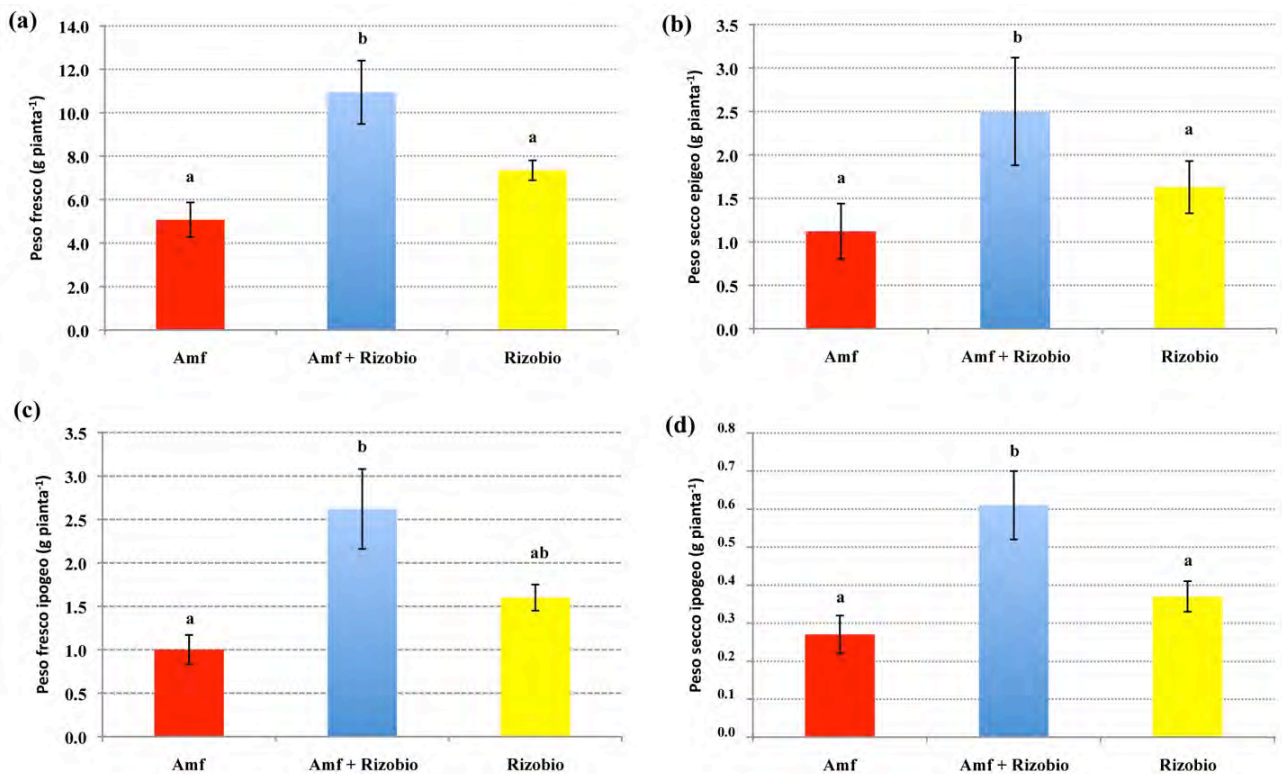 (a)
Peso fresco (g pianta⁻¹)
14.0
12.0
10.0
8.0
6.0
4.0
2.0
0.0
a
b
a
Amf
Amf + Rizobio
Rizobio
(b)
Peso secco epigeo (g pianta⁻¹)
3.5
3.0
2.5
2.0
1.5
1.0
0.5
0.0
a
b
a
Amf
Amf + Rizobio
Rizobio
(c)
Peso fresco ipogeo (g pianta⁻¹)
3.5
3.0
2.5
2.0
1.5
1.0
0.5
0.0
a
b
ab
Amf
Amf + Rizobio
Rizobio
(d)
Peso secco ipogeo (g pianta⁻¹)
0.8
0.7
0.6
0.5
0.4
0.3
0.2
0.1
0.0
a
b
a
Amf
Amf + Rizobio
Rizobio